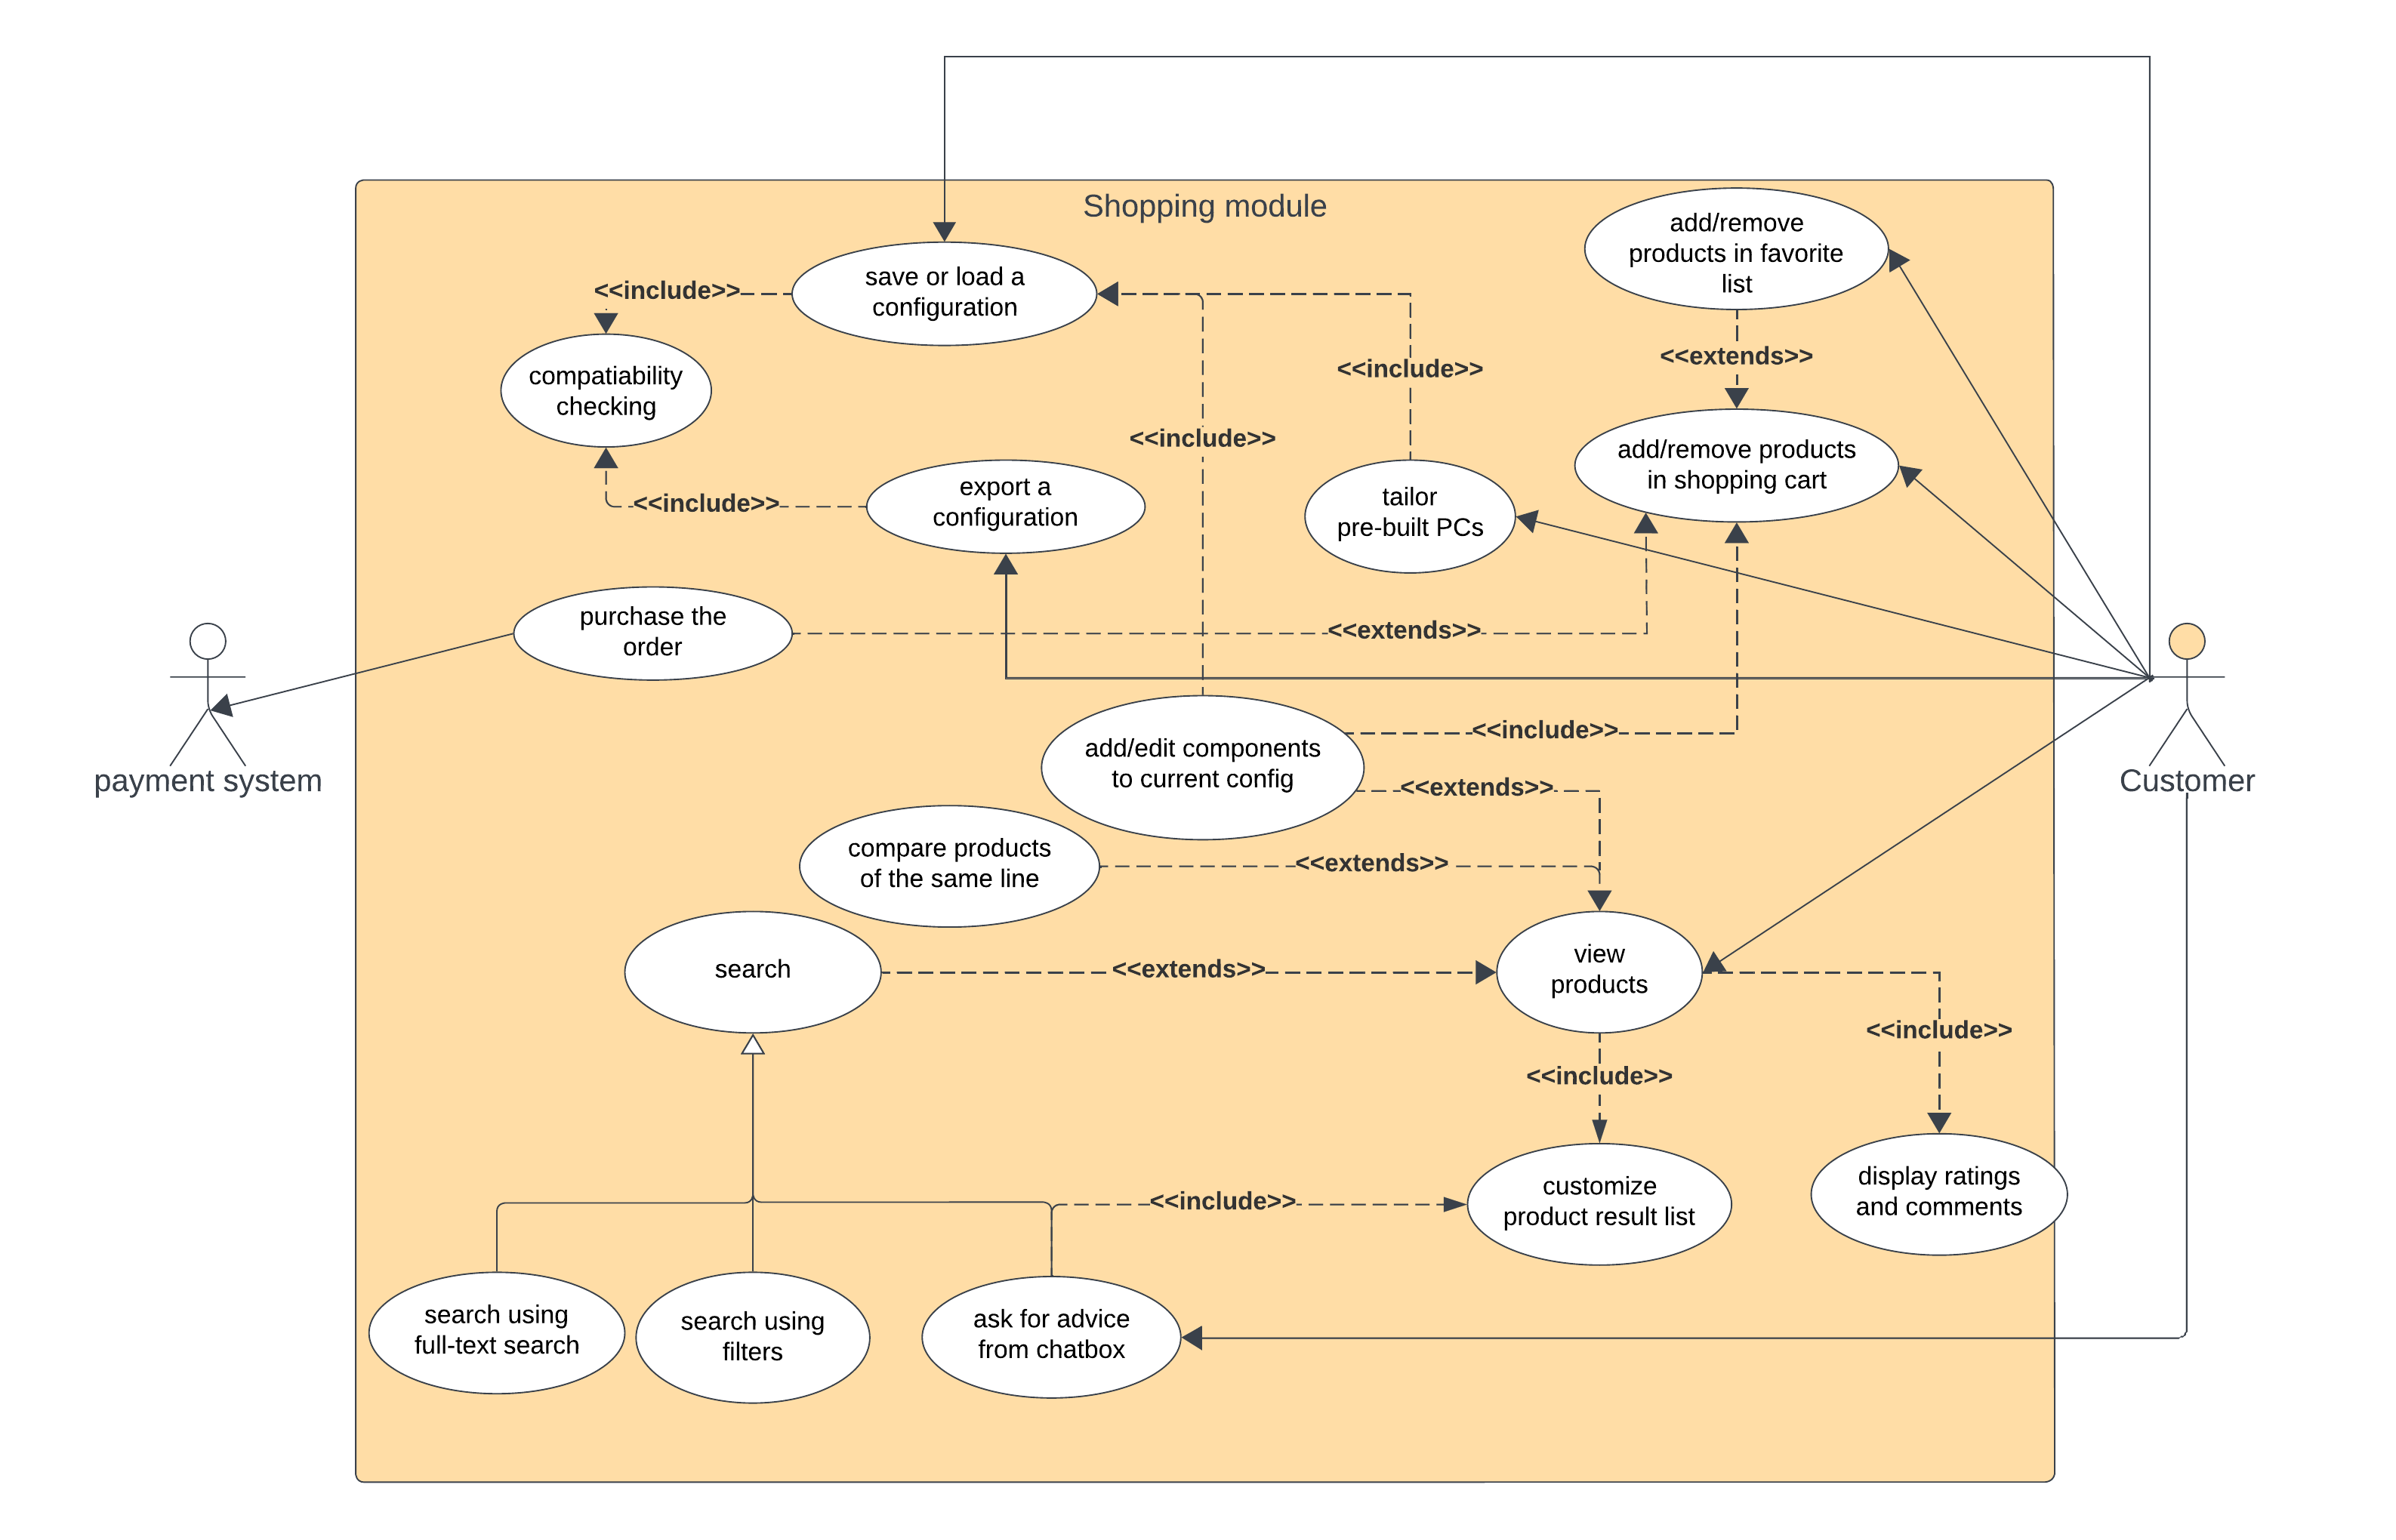 Shopping module
add/remove
products in favorite
list
save or load a
configuration
<<include>>
<<extends>>
<<include>>
compatiability
checking
<<include>>
add/remove products
in shopping cart
export a
configuration
<<include>>
tailor
pre-built PCs
purchase the
order
<<extends>>
payment system
Customer
add/edit components
to current config
<<include>>
<<extends>>
compare products
of the same line
<<extends>>
search
<<extends>>
view
products
<<include>>
<<include>>
customize
product result list
display ratings
and comments
<<include>>
search using
full-text search
search using
filters
ask for advice
from chatbox